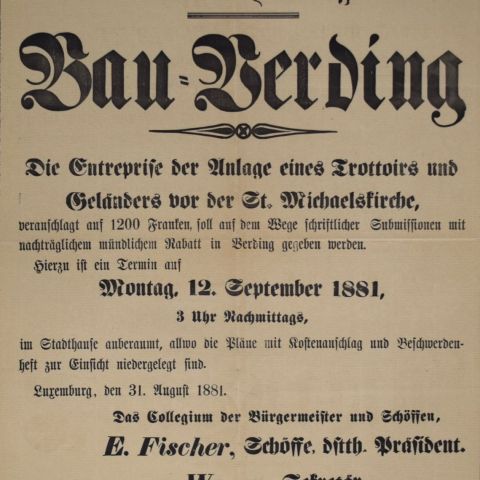 Bau=Verding
Die Entreprise der Anlage eines Trottoirs und
Geländers vor der St. Michaelskirche,
veranschlagt auf 1200 Franken, soll auf dem Wege schriftlicher Submissionen mit
nachträglichem mündlichem Rabatt in Verding gegeben werden.
Hierzu ist ein Termin auf
Montag, 12. September 1881,
3 Uhr Nachmittags,
im Stadthause anberaumt, allwo die Pläne mit Kostenanschlag und Beschwerden-
heft zur Einsicht niedergelegt sind.
Luxemburg, den 31. August 1881.
Das Collegium der Bürgermeister und Schöffen,
E. Fischer, Schöffe, dstth. Präsident.
Sekretär